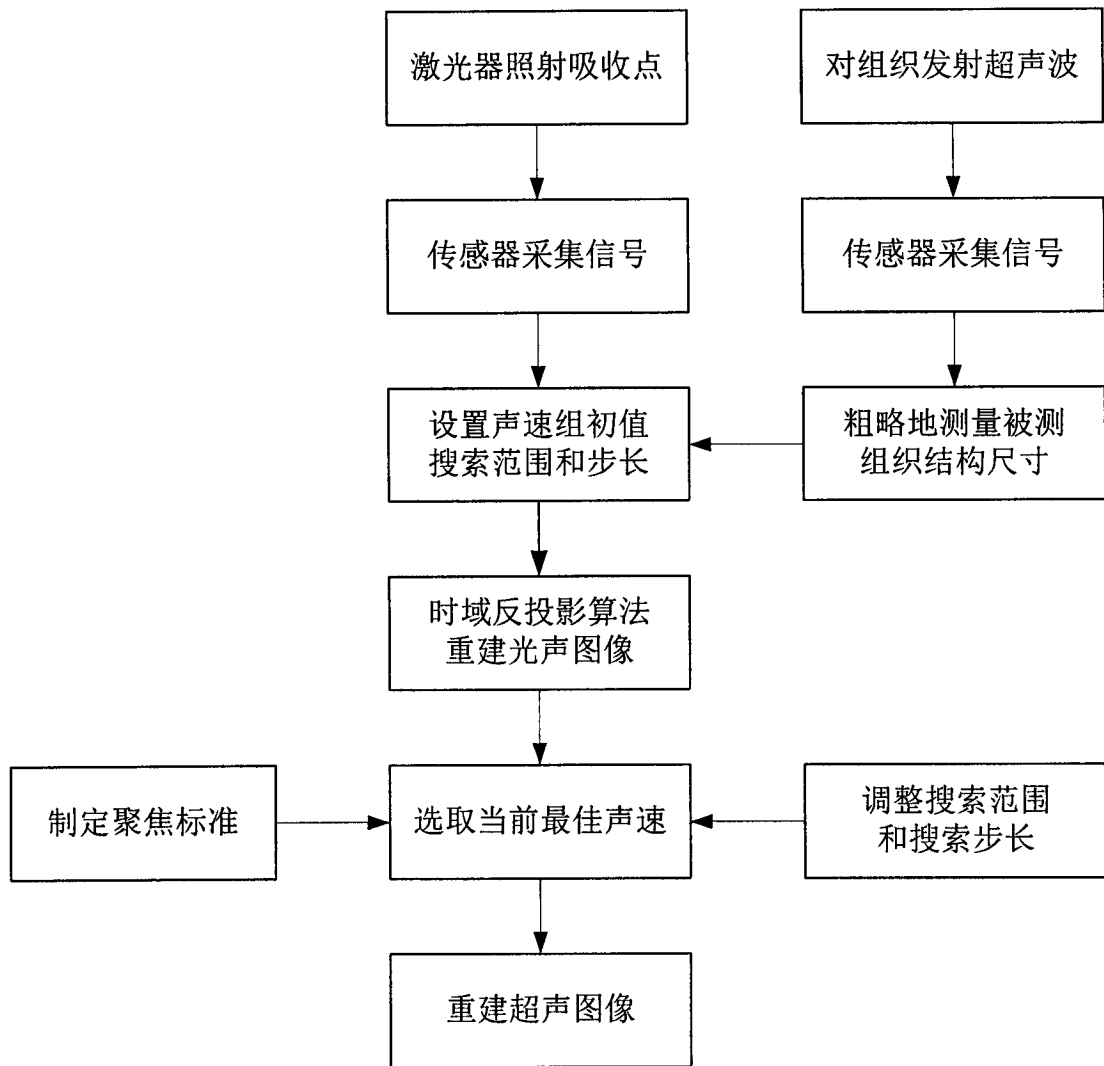 激光器照射吸收点
对组织发射超声波
传感器采集信号
传感器采集信号
设置声速组初值
搜索范围和步长
粗略地测量被测
组织结构尺寸
时域反投影算法
重建光声图像
制定聚焦标准
选取当前最佳声速
调整搜索范围
和搜索步长
重建超声图像